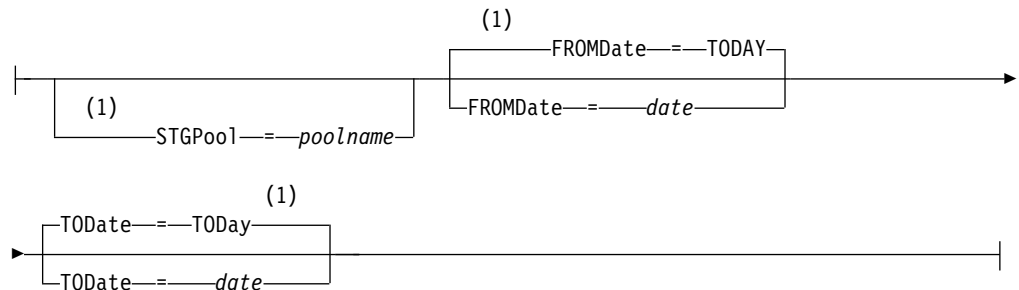 (1)
FROMDate = TODAY
FROMDate = date
(1)
STGPool = poolname
(1)
TODate = TODay
TODate = date